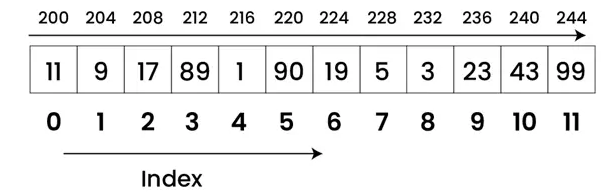 200 204 208 212 216 220 224 228 232 236 240 244
11 9 17 89 1 90 19 5 3 23 43 99
0 1 2 3 4 5 6 7 8 9 10 11
Index